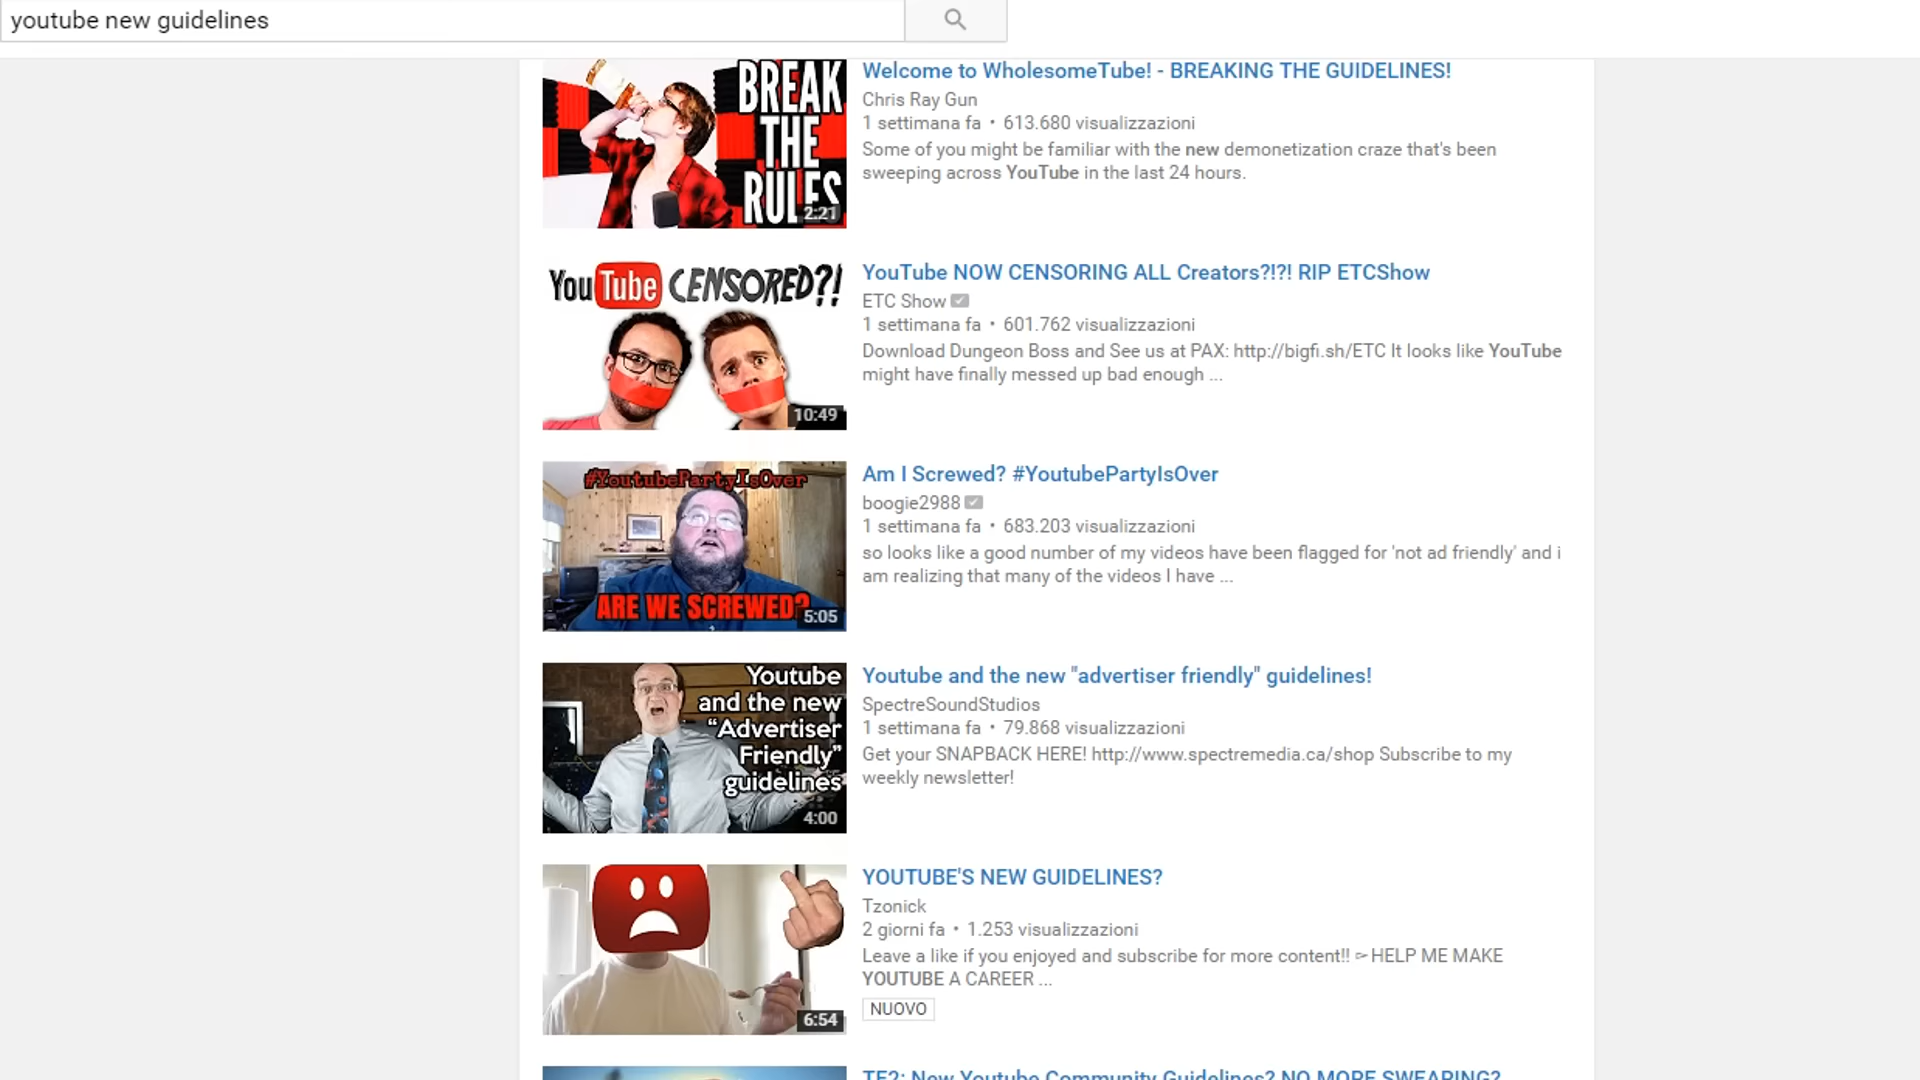 youtube new guidelines
BREAK
THE
RULES
2:21
Welcome to WholesomeTube! - BREAKING THE GUIDELINES!
Chris Ray Gun
1 settimana fa • 613.680 visualizzazioni
Some of you might be familiar with the new demonetization craze that's been
sweeping across YouTube in the last 24 hours.
YouTube CENSORED?!
10:49
YouTube NOW CENSORING ALL Creators?!?! RIP ETCShow
ETC Show
1 settimana fa • 601.762 visualizzazioni
Download Dungeon Boss and See us at PAX: http://bigfi.sh/ETC It looks like YouTube
might have finally messed up bad enough ...
#YoutubePartyIsOver
ARE WE SCREWED?
5:05
Am I Screwed? #YoutubePartyIsOver
boogie2988
1 settimana fa • 683.203 visualizzazioni
so looks like a good number of my videos have been flagged for 'not ad friendly' and i
am realizing that many of the videos I have ...
Youtube
and the new
“Advertiser
Friendly”
guidelines
4:00
Youtube and the new "advertiser friendly" guidelines!
SpectreSoundStudios
1 settimana fa • 79.868 visualizzazioni
Get your SNAPBACK HERE! http://www.spectremedia.ca/shop Subscribe to my
weekly newsletter!
6:54
YOUTUBE'S NEW GUIDELINES?
Tzonick
2 giorni fa • 1.253 visualizzazioni
Leave a like if you enjoyed and subscribe for more content!! ➣ HELP ME MAKE
YOUTUBE A CAREER ...
NUOVO
TF2: New Youtube Community Guidelines? NO MORE SWEARING?